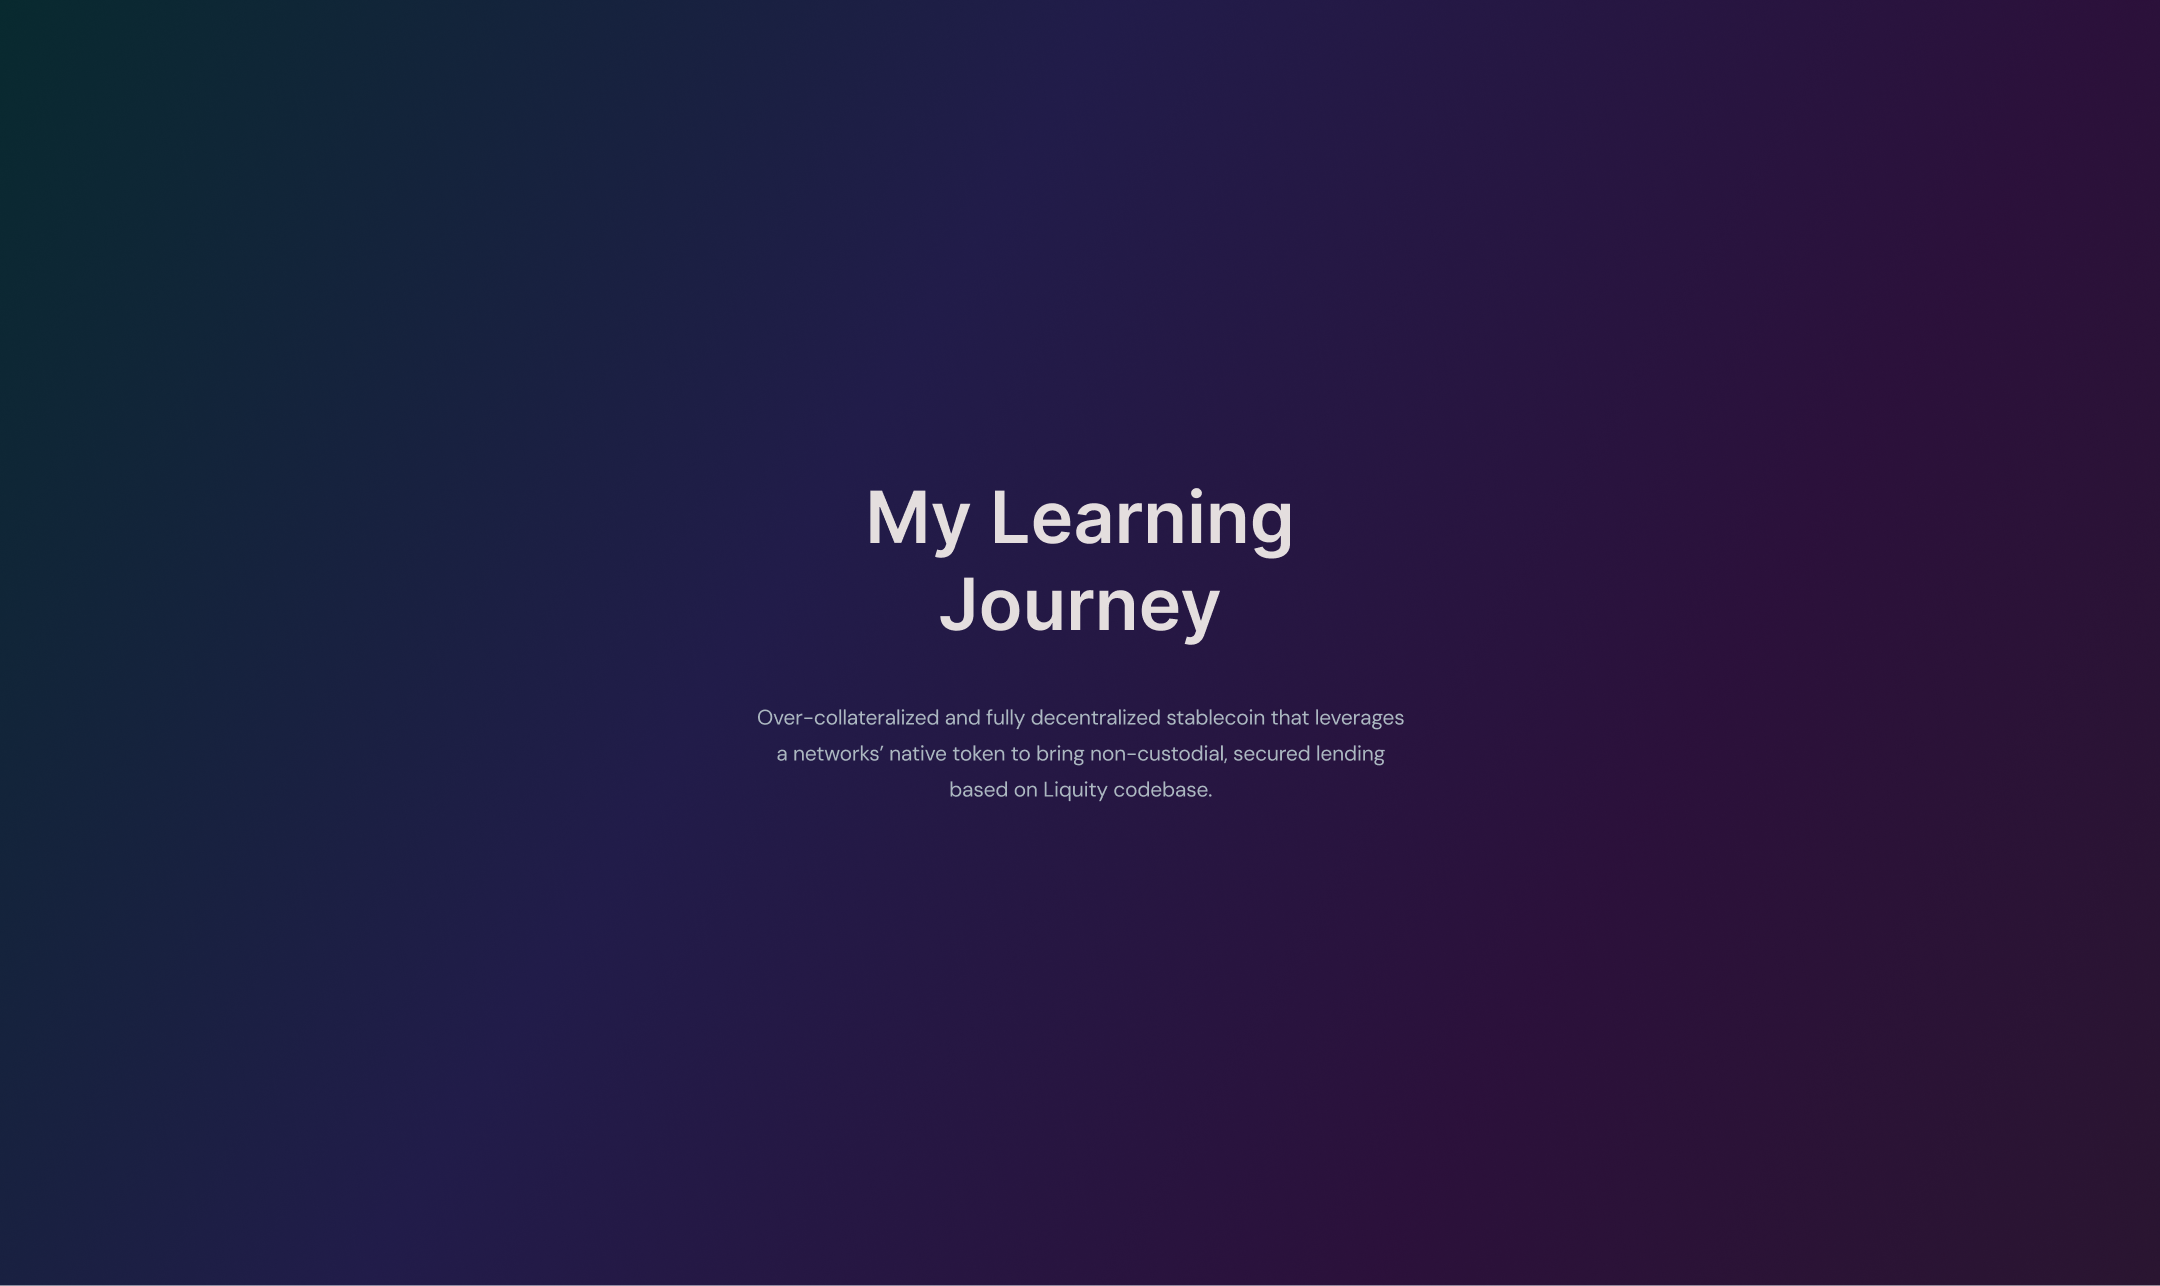 My Learning
Journey
Over-collateralized and fully decentralized stablecoin that leverages
a networks’ native token to bring non-custodial, secured lending
based on Liquity codebase.